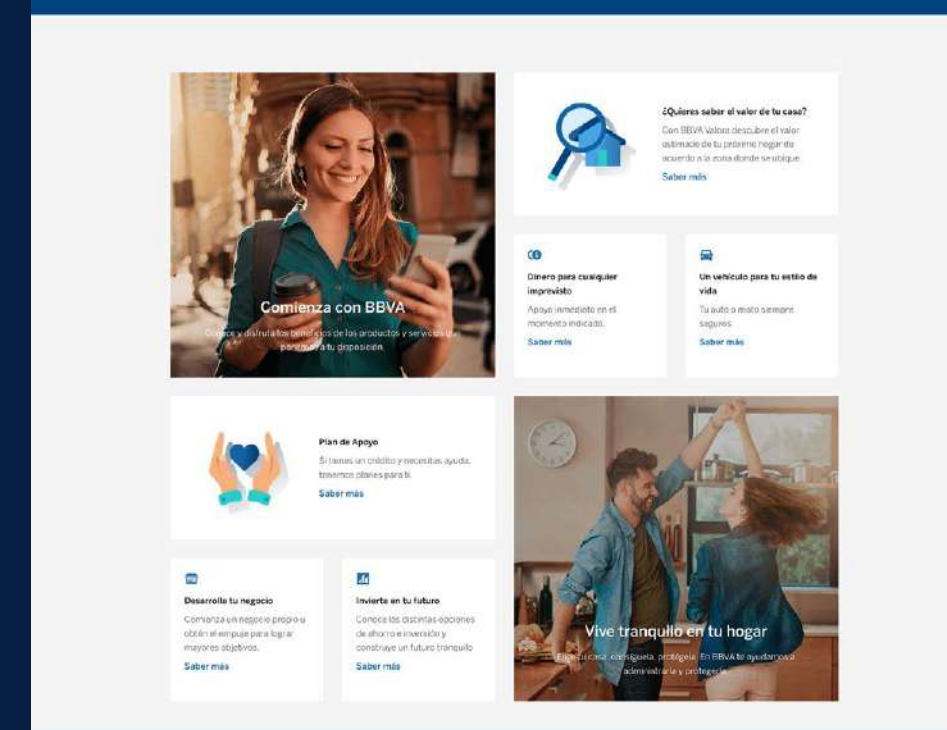 Comienza con BBVA
Conoce y disfruta los beneficios de los productos y servicios que
ponemos a tu disposición.
¿Quieres saber el valor de tu casa?
Con BBVA Valora descubre el valor
estimado de tu próximo hogar de
acuerdo a la zona donde se ubique.
Saber más
Dinero para cualquier
imprevisto
Apoyo inmediato en el
momento indicado.
Saber más
Un vehículo para tu estilo de
vida
Tu auto o moto siempre
seguros.
Saber más
Plan de Apoyo
Si tienes un crédito y necesitas ayuda,
tenemos planes para ti.
Saber más
Desarrolla tu negocio
Comienza un negocio propio u
obtén el empuje para lograr
mayores objetivos.
Saber más
Invierte en tu futuro
Conoce las distintas opciones
de ahorro e inversión y
construye un futuro tranquilo
Saber más
Vive tranquilo en tu hogar
Elige tu casa, consíguela, protégela. En BBVA te ayudamos a
administrarla y protegerla.